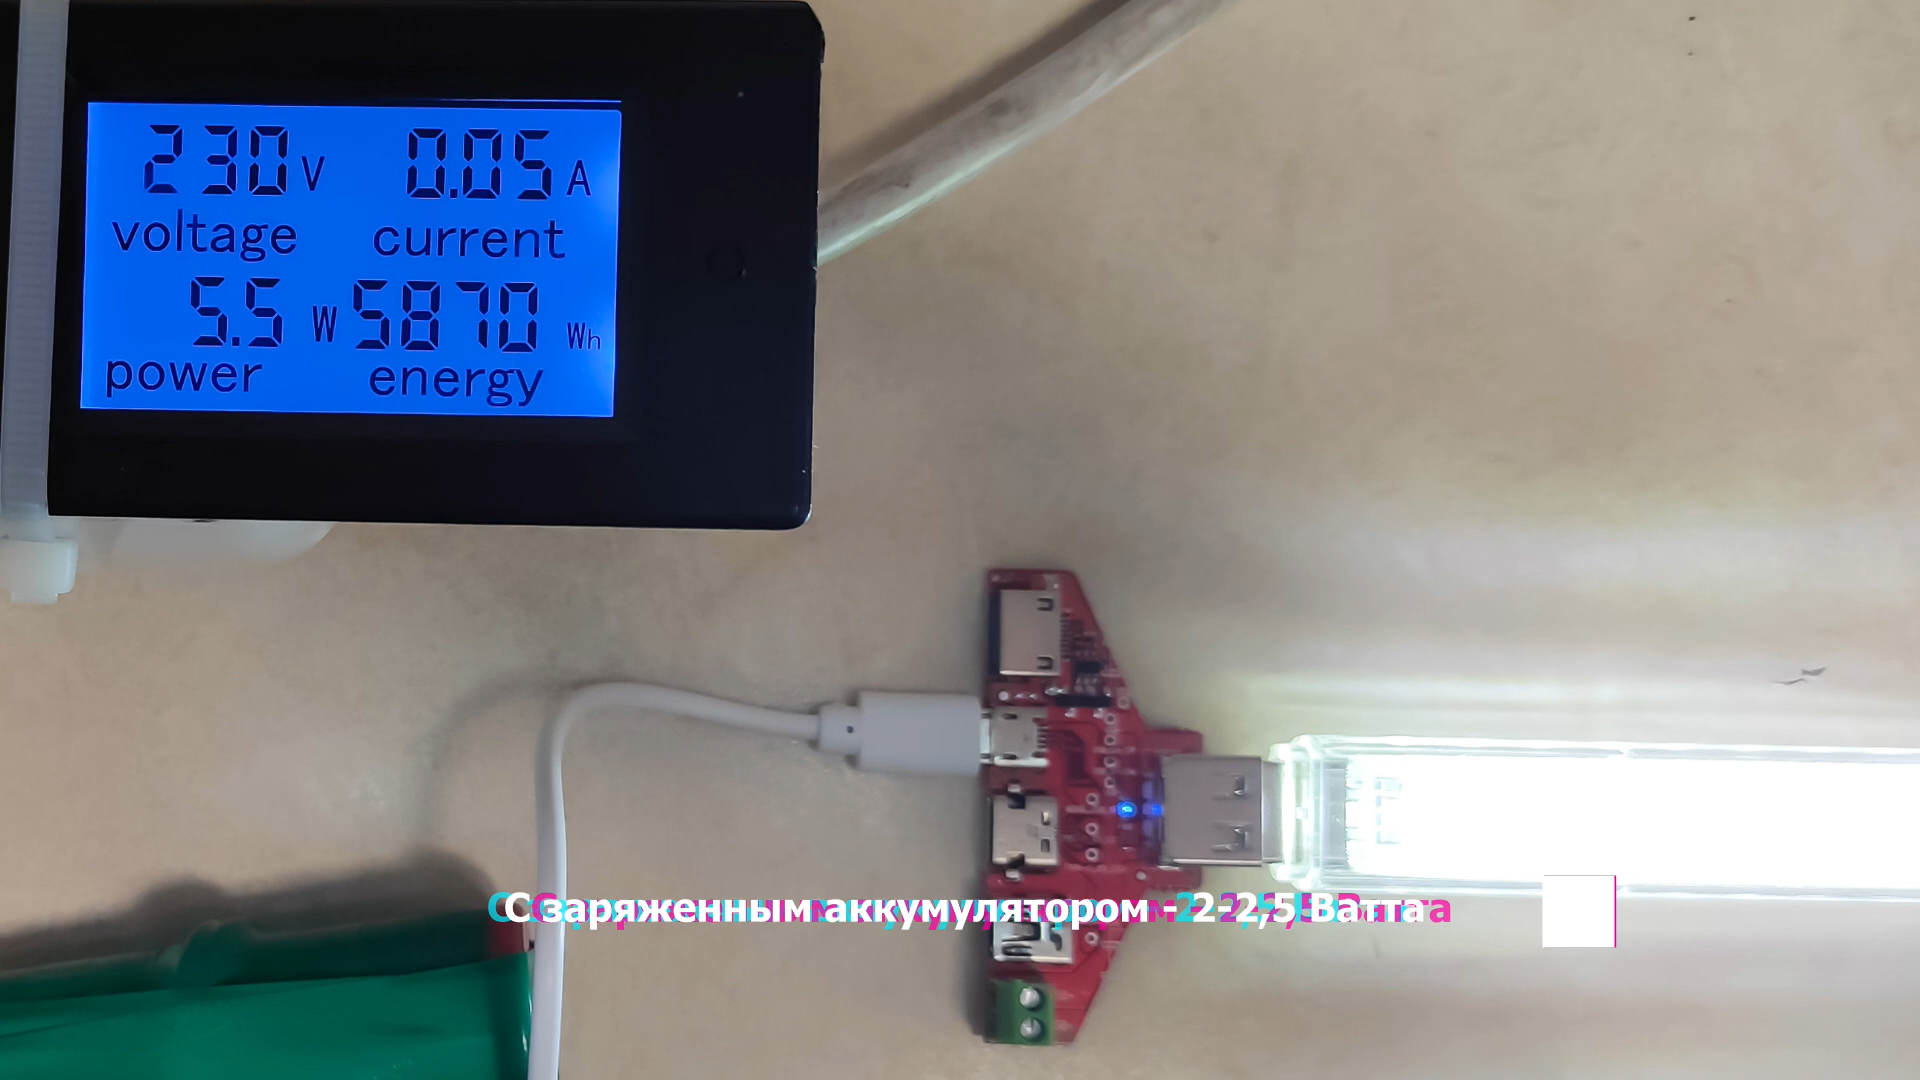 230 V 0.05 A
voltage current
5.5 W 5870 Wh
power energy
С заряженным аккумулятором - 2-2,5 Ватта